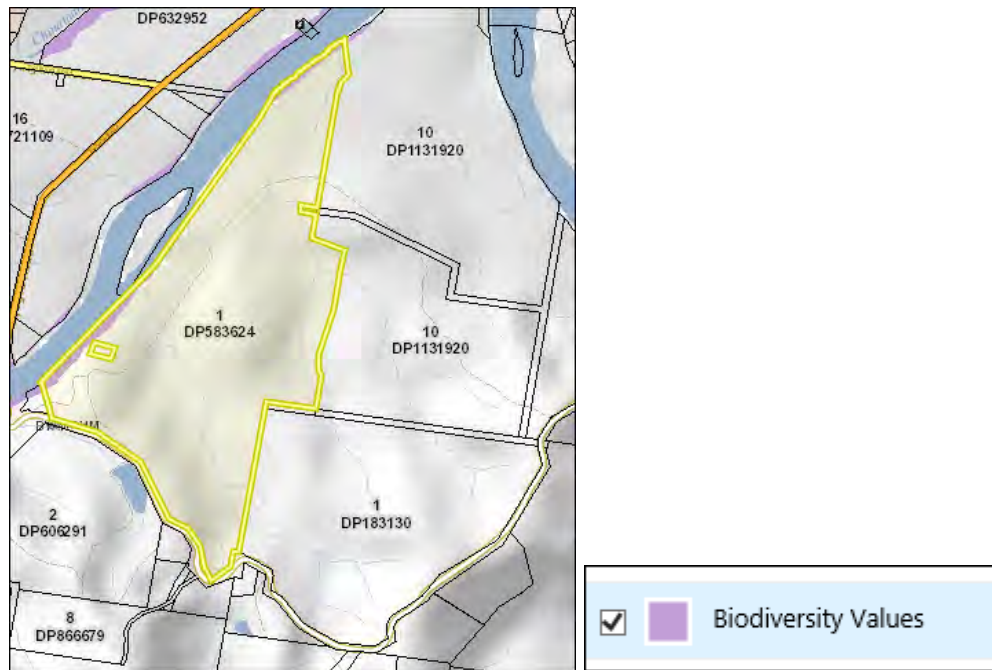 DP632952
16
721109
10
DP1131920
1
DP583624
10
DP1131920
2
DP606291
1
DP183130
8
DP866679
Biodiversity Values